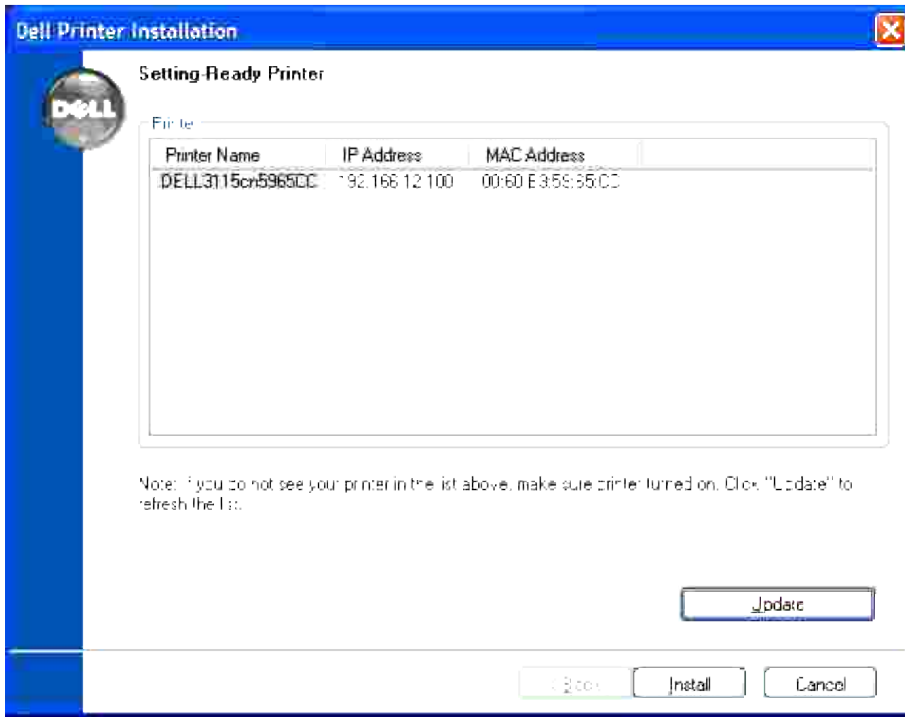 Dell Printer Installation
DELL
Setting-Ready Printer
Printer
Printer Name IP Address MAC Address
DELL3115cn5965CC 192.168.12.100
Note: If you do not see your printer in the list above, make sure printer turned on. Click "Update" to
refresh the list.
Update
< Back Install Cancel